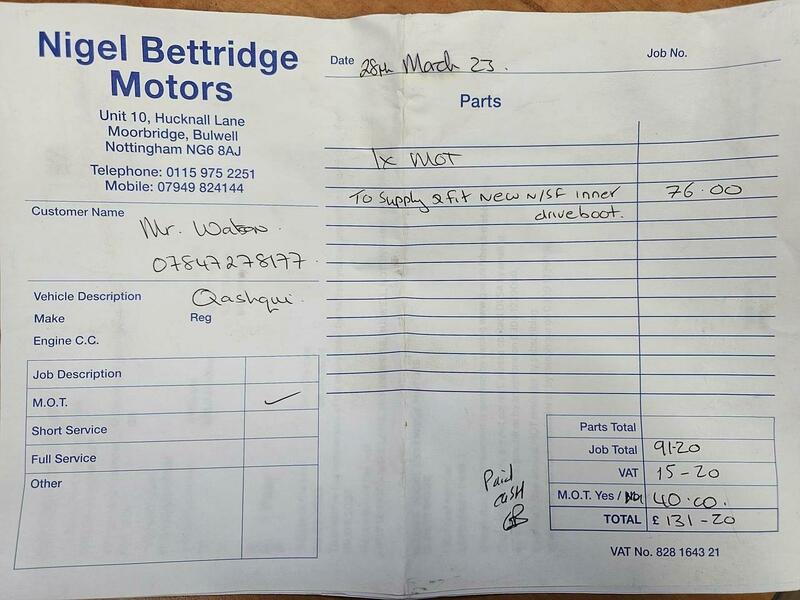 Nigel Bettridge
Motors
Unit 10, Hucknall Lane
Moorbridge, Bulwell
Nottingham NG6 8AJ
Telephone: 0115 975 2251
Mobile: 07949 824144
Customer Name
Mr. Watson.
07847278177
Vehicle Description Qashqui
Make Reg
Engine C.C.
Job Description
M.O.T. ✓
Short Service
Full Service
Other
Date 28th March 23. Job No.
Parts
1x MOT
To Supply & fit New N/SF inner 76.00
driveboot.
Paid
cash
Parts Total
Job Total 91-20
VAT 15-20
M.O.T. Yes / No 40.00.
TOTAL £ 131-20
VAT No. 828 1643 21